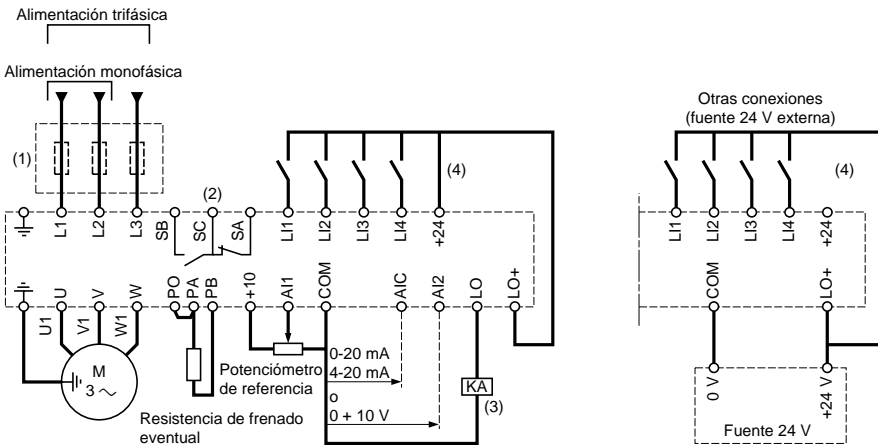 Alimentación trifásica
Alimentación monofásica
Otras conexiones
(fuente 24 V externa)
(1)
(2)
(4)
(4)
L1
L2
L3
SB
SC
SA
LI1
LI2
LI3
LI4
+24
LI1
LI2
LI3
LI4
+24
U
V
W
PO
PA
PB
+10
AI1
COM
AIC
AI2
LO
LO+
COM
LO+
U1
V1
W1
M
3
Potenciómetro
de referencia
0-20 mA
4-20 mA
o
0 + 10 V
KA
(3)
Resistencia de frenado
eventual
0 V
+24 V
Fuente 24 V